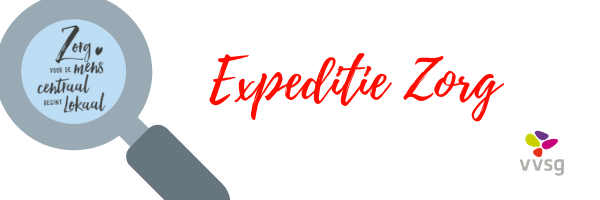 Zorg
VOOR DE mens
centraal
BEGINT Lokaal
Expeditie Zorg
vvsg